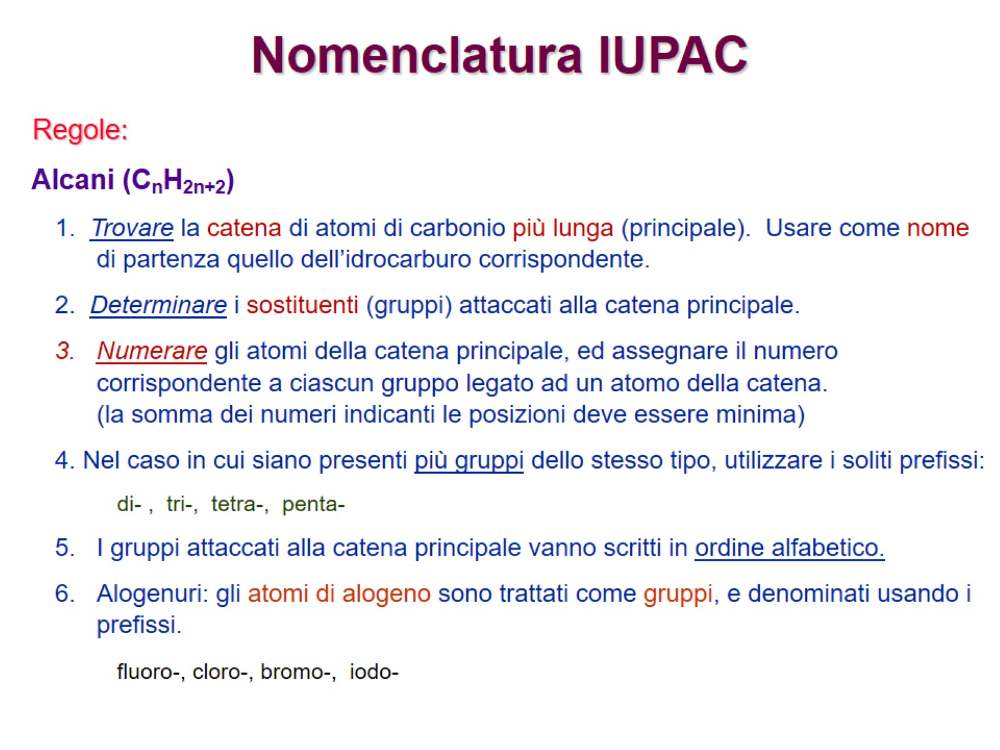 Nomenclatura IUPAC
Regole:
Alcani (CnH2n+2)
1. Trovare la catena di atomi di carbonio più lunga (principale). Usare come nome
di partenza quello dell’idrocarburo corrispondente.
2. Determinare i sostituenti (gruppi) attaccati alla catena principale.
3. Numerare gli atomi della catena principale, ed assegnare il numero
corrispondente a ciascun gruppo legato ad un atomo della catena.
(la somma dei numeri indicanti le posizioni deve essere minima)
4. Nel caso in cui siano presenti più gruppi dello stesso tipo, utilizzare i soliti prefissi:
di- , tri-, tetra-, penta-
5. I gruppi attaccati alla catena principale vanno scritti in ordine alfabetico.
6. Alogenuri: gli atomi di alogeno sono trattati come gruppi, e denominati usando i
prefissi.
fluoro-, cloro-, bromo-, iodo-